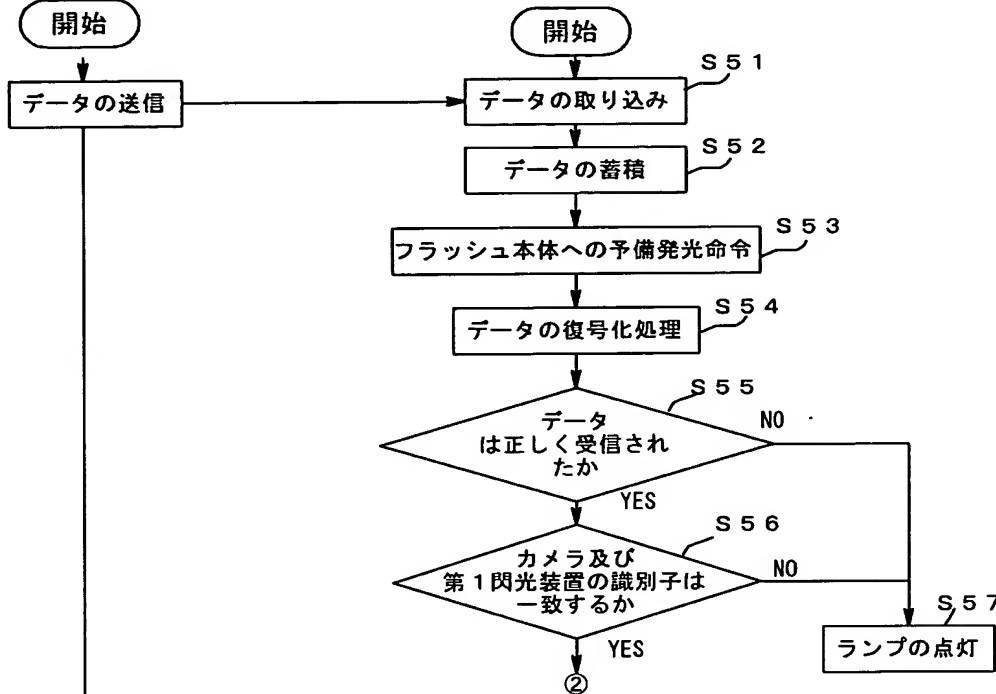 開始
開始
データの送信
S51
データの取り込み
S52
データの蓄積
S53
フラッシュ本体への予備発光命令
S54
データの復号化処理
S55
データ
は正しく受信され
たか
NO
YES
S56
カメラ及び
第1閃光装置の識別子は
一致するか
NO
YES
S57
ランプの点灯
②